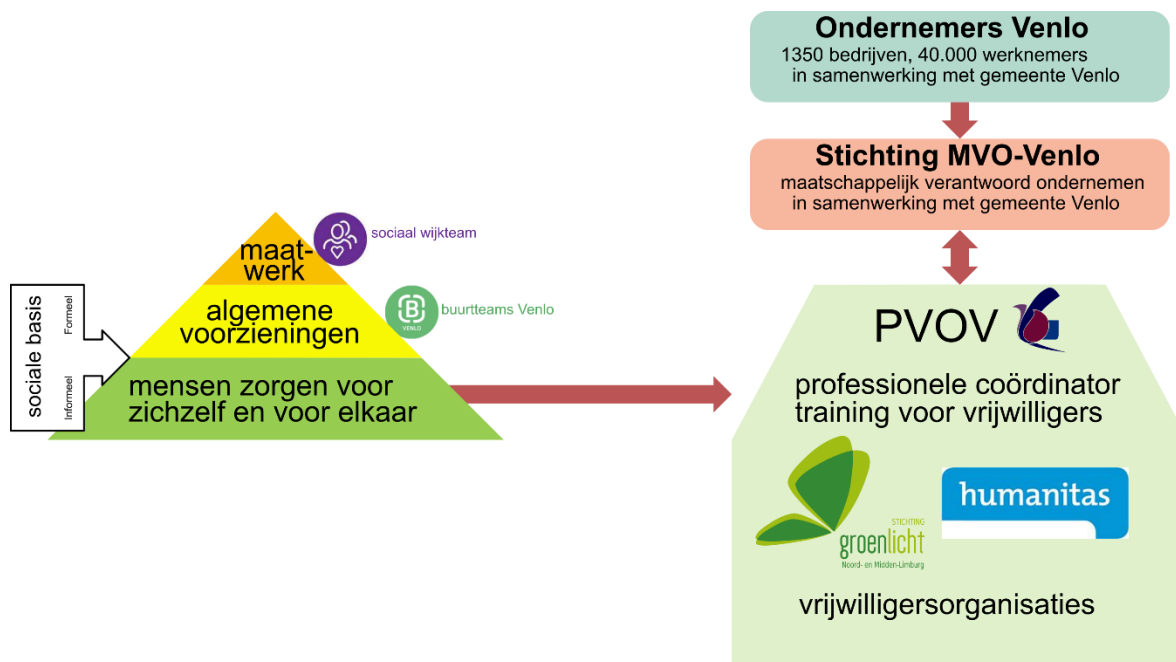 Ondernemers Venlo
1350 bedrijven, 40.000 werknemers
in samenwerking met gemeente Venlo
Stichting MVO-Venlo
maatschappelijk verantwoord ondernemen
in samenwerking met gemeente Venlo
maat-
werk
sociaal wijkteam
algemene
voorzieningen
B
VENLO
buurtteams Venlo
sociale basis
Formeel
Informeel
mensen zorgen voor
zichzelf en voor elkaar
PVOV
professionele coördinator
training voor vrijwilligers
STICHTING
groenlicht
Noord- en Midden-Limburg
humanitas
vrijwilligersorganisaties